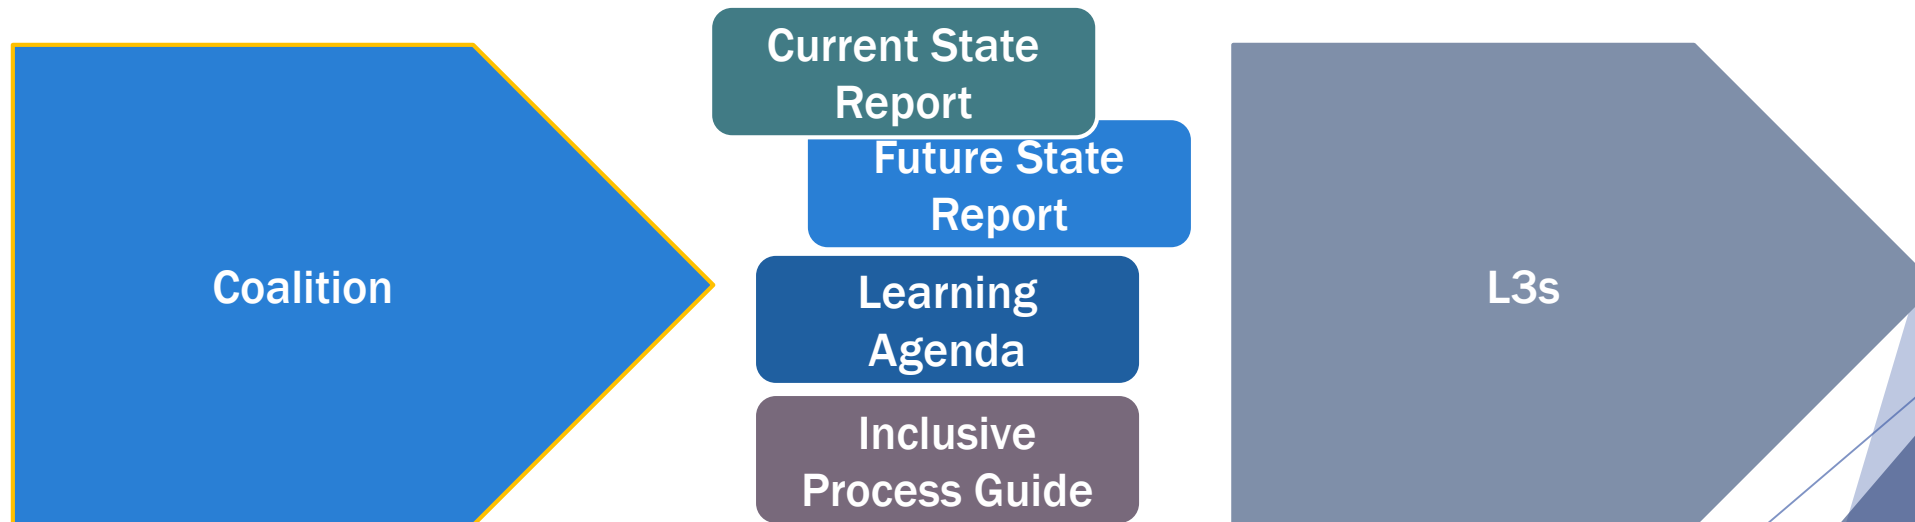 Coalition
Current State
Report
Future State
Report
Learning
Agenda
Inclusive
Process Guide
L3s